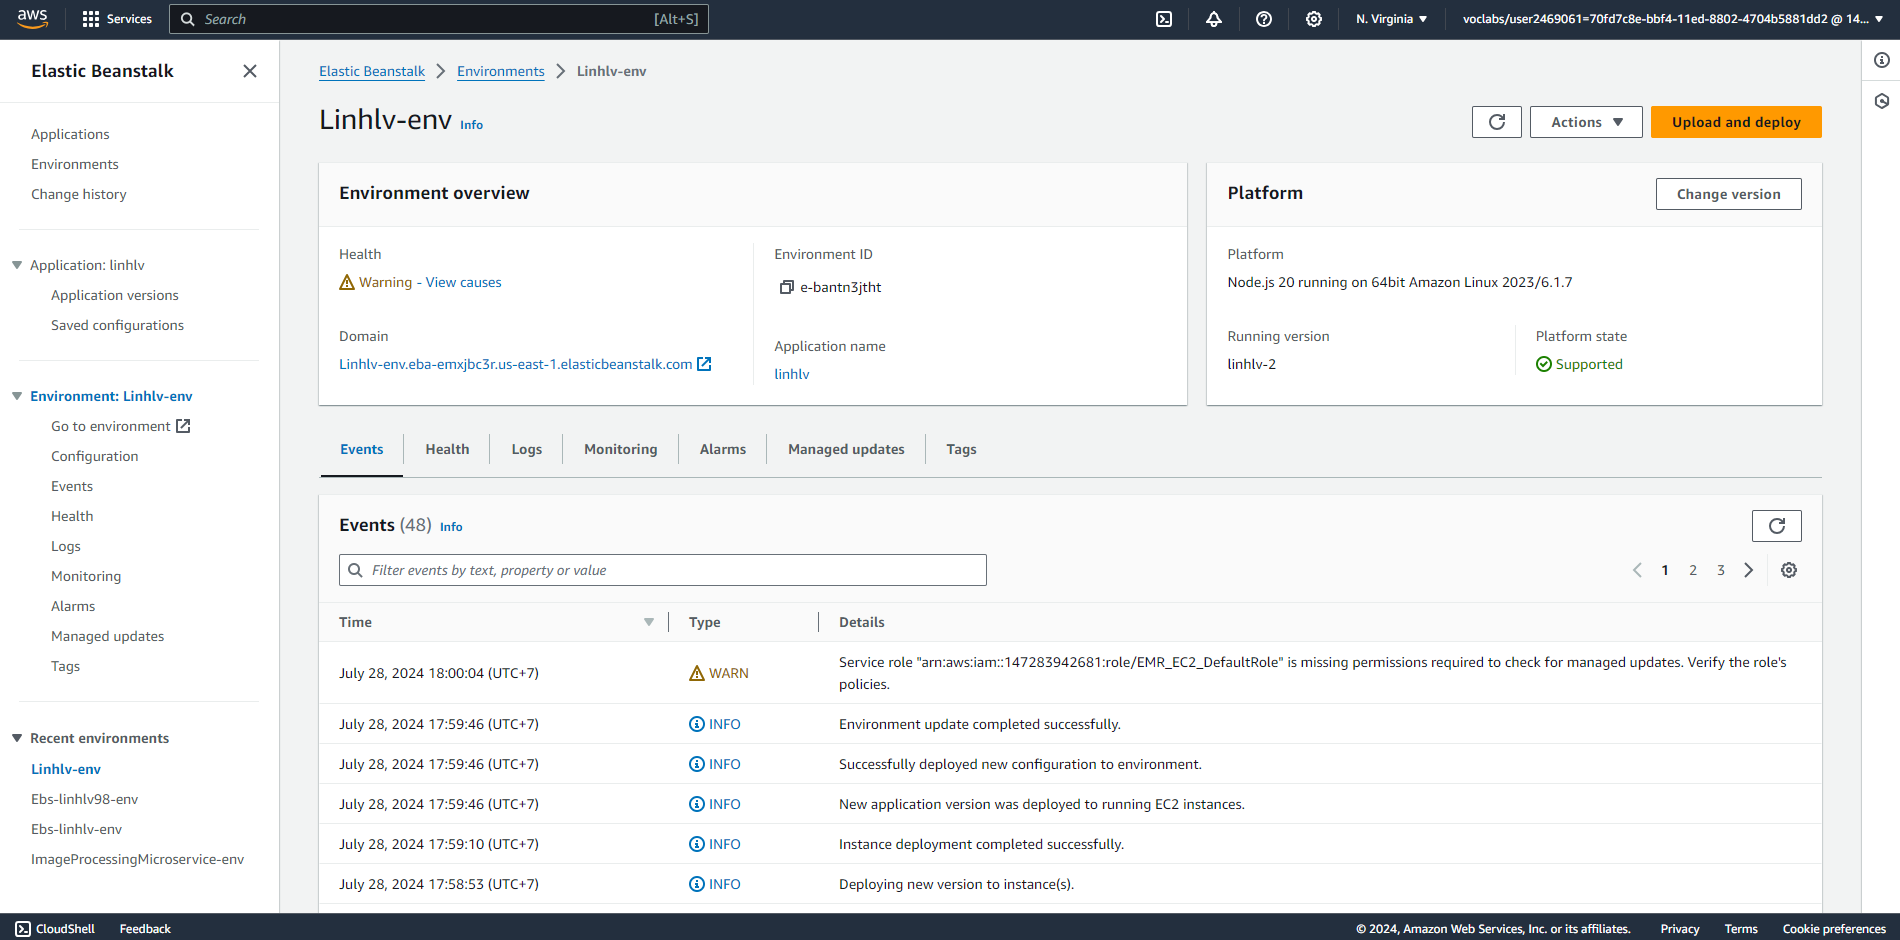 aws
Services
Search
[Alt+S]
N. Virginia
voclabs/user2469061=70fd7c8e-bbf4-11ed-8802-4704b5881dd2 @ 14...
Elastic Beanstalk
Applications
Environments
Change history
Application: linhlv
Application versions
Saved configurations
Environment: Linhlv-env
Go to environment
Configuration
Events
Health
Logs
Monitoring
Alarms
Managed updates
Tags
Recent environments
Linhlv-env
Ebs-linhlv98-env
Ebs-linhlv-env
ImageProcessingMicroservice-env
Elastic Beanstalk
Environments
Linhlv-env
Linhlv-env Info
Actions
Upload and deploy
Environment overview
Health
Warning - View causes
Domain
Linhlv-env.eba-emxjbc3r.us-east-1.elasticbeanstalk.com
Environment ID
e-bantn3jtht
Application name
linhlv
Platform
Change version
Platform
Node.js 20 running on 64bit Amazon Linux 2023/6.1.7
Running version
linhlv-2
Platform state
Supported
Events
Health
Logs
Monitoring
Alarms
Managed updates
Tags
Events (48) Info
Filter events by text, property or value
1
2
3
Time
Type
Details
July 28, 2024 18:00:04 (UTC+7)
WARN
Service role "arn:aws:iam::147283942681:role/EMR_EC2_DefaultRole" is missing permissions required to check for managed updates. Verify the role's
policies.
July 28, 2024 17:59:46 (UTC+7)
INFO
Environment update completed successfully.
July 28, 2024 17:59:46 (UTC+7)
INFO
Successfully deployed new configuration to environment.
July 28, 2024 17:59:46 (UTC+7)
INFO
New application version was deployed to running EC2 instances.
July 28, 2024 17:59:10 (UTC+7)
INFO
Instance deployment completed successfully.
July 28, 2024 17:58:53 (UTC+7)
INFO
Deploying new version to instance(s).
CloudShell
Feedback
© 2024, Amazon Web Services, Inc. or its affiliates.
Privacy
Terms
Cookie preferences